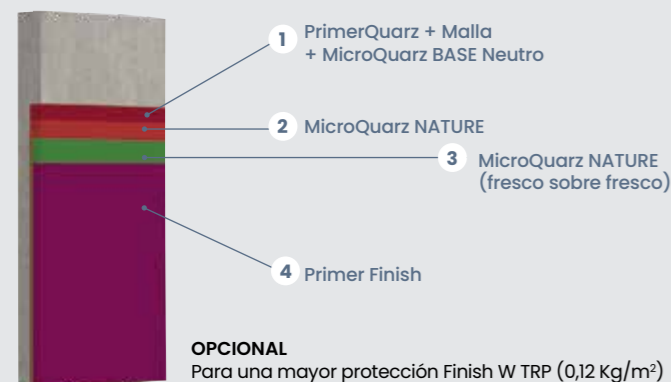 1 PrimerQuarz + Malla
+ MicroQuarz BASE Neutro
2 MicroQuarz NATURE
3 MicroQuarz NATURE
(fresco sobre fresco)
4 Primer Finish
OPCIONAL
Para una mayor protección Finish W TRP (0,12 Kg/m²)